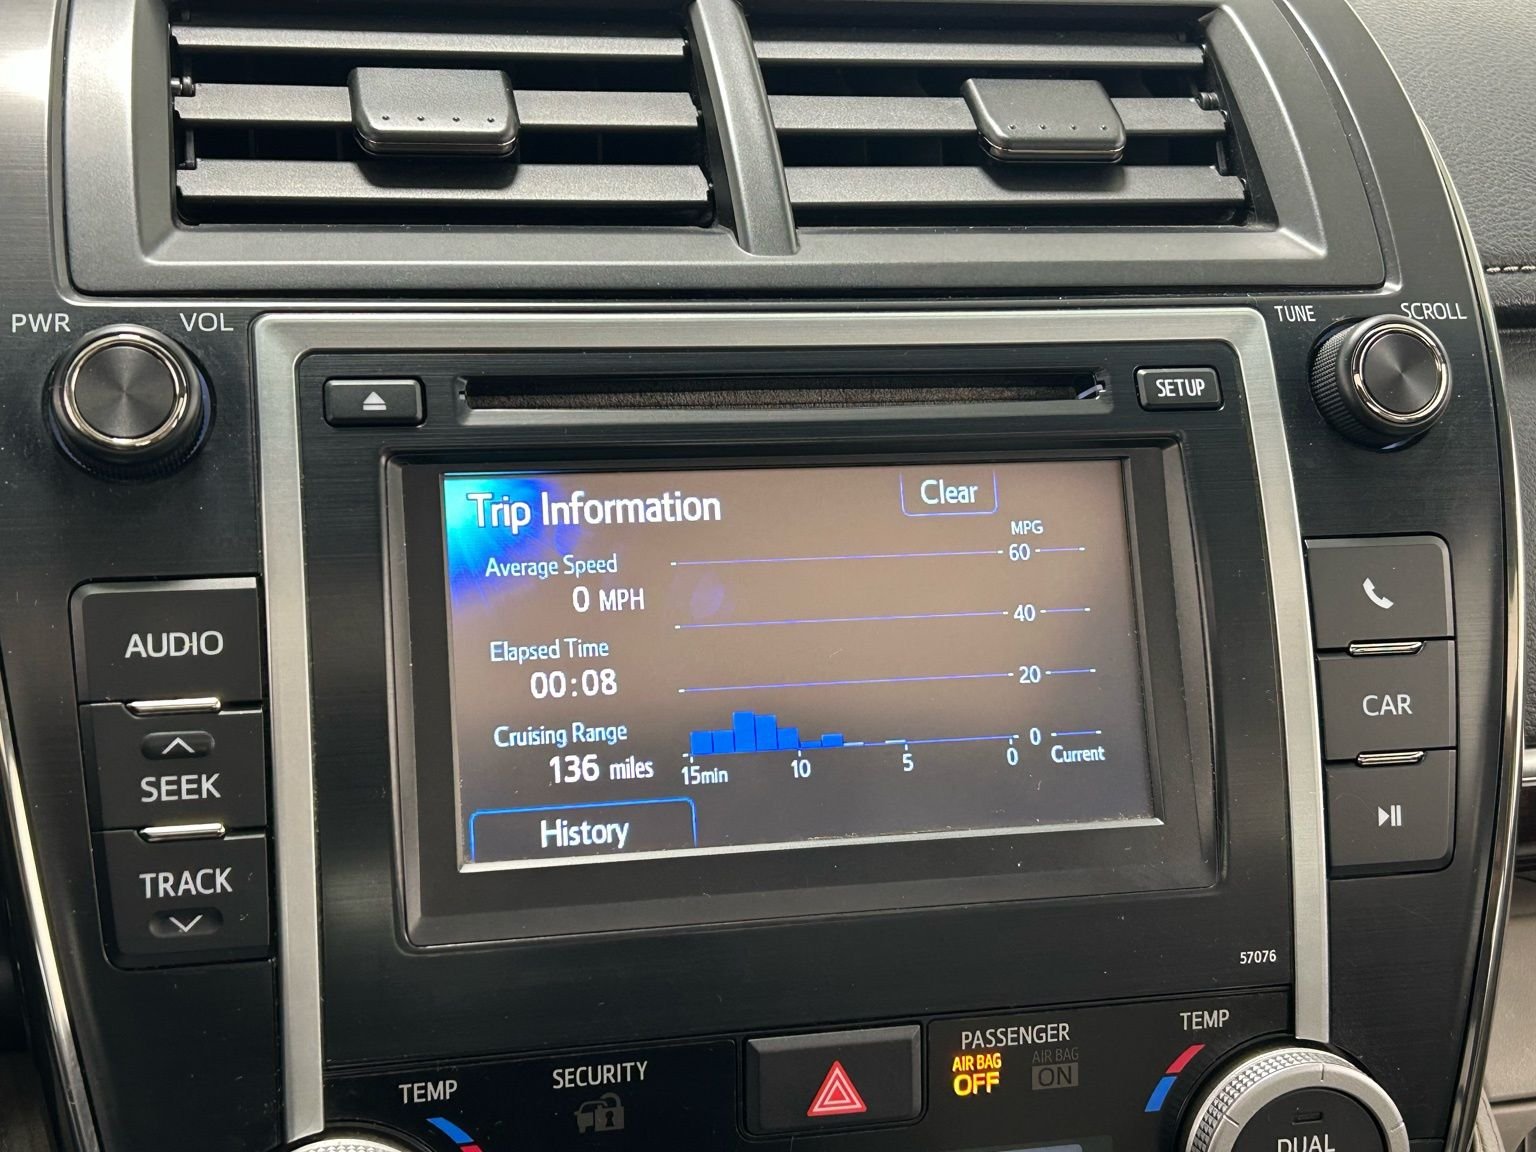 PWR
VOL
TUNE
SCROLL
SETUP
Trip Information
Clear
MPG
Average Speed
60
0 MPH
40
Elapsed Time
00:08
20
Cruising Range
136 miles
0
15min
10
5
0
Current
History
AUDIO
SEEK
TRACK
CAR
57076
TEMP
SECURITY
PASSENGER
AIR BAG
OFF
AIR BAG
ON
TEMP
DUAL